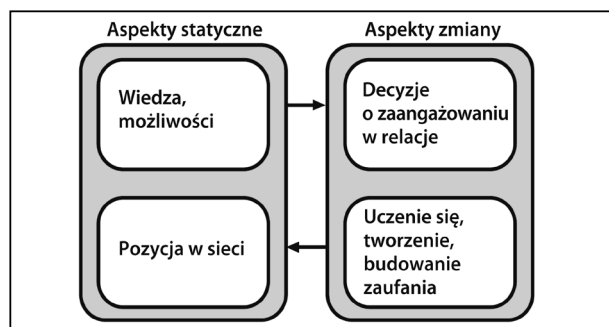 Aspekty statyczne
Aspekty zmiany
Wiedza,
możliwości
Decyzje
o zaangażowaniu
w relacje
Pozycja w sieci
Uczenie się,
tworzenie,
budowanie
zaufania